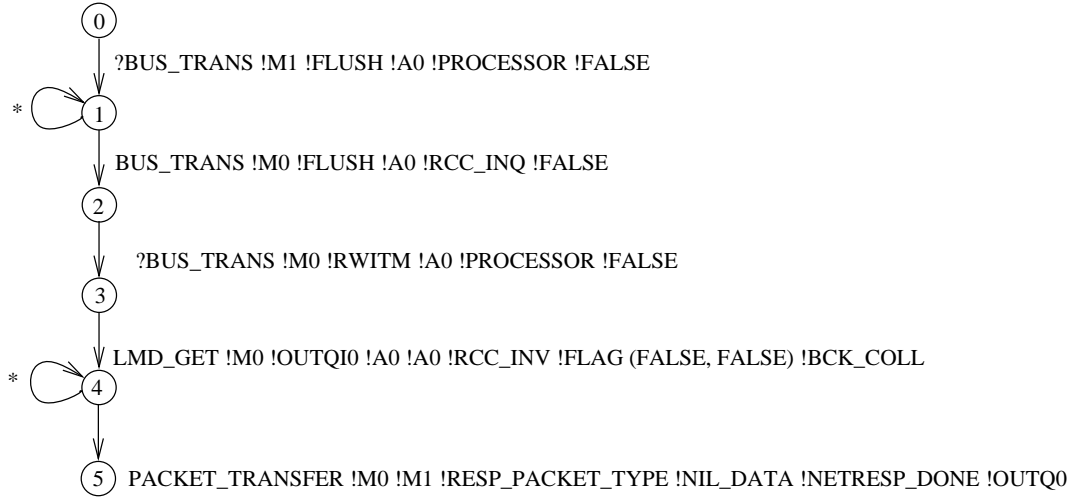 0
?BUS_TRANS !M1 !FLUSH !A0 !PROCESSOR !FALSE
*
1
BUS_TRANS !M0 !FLUSH !A0 !RCC_INQ !FALSE
2
?BUS_TRANS !M0 !RWITM !A0 !PROCESSOR !FALSE
3
LMD_GET !M0 !OUTQI0 !A0 !A0 !RCC_INV !FLAG (FALSE, FALSE) !BCK_COLL
*
4
5 PACKET_TRANSFER !M0 !M1 !RESP_PACKET_TYPE !NIL_DATA !NETRESP_DONE !OUTQ0